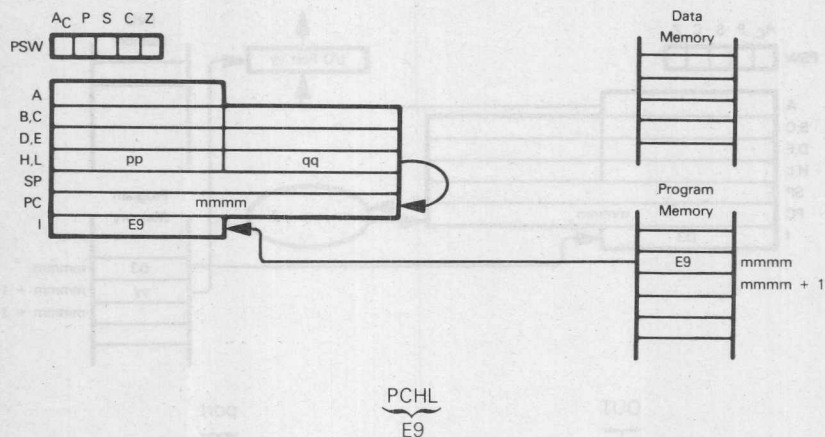 A_C P S C Z
PSW
A
B,C
D,E
H,L pp qq
SP
PC mmmm
I E9
Data
Memory
Program
Memory
E9 mmmm
mmmm + 1
PCHL
E9